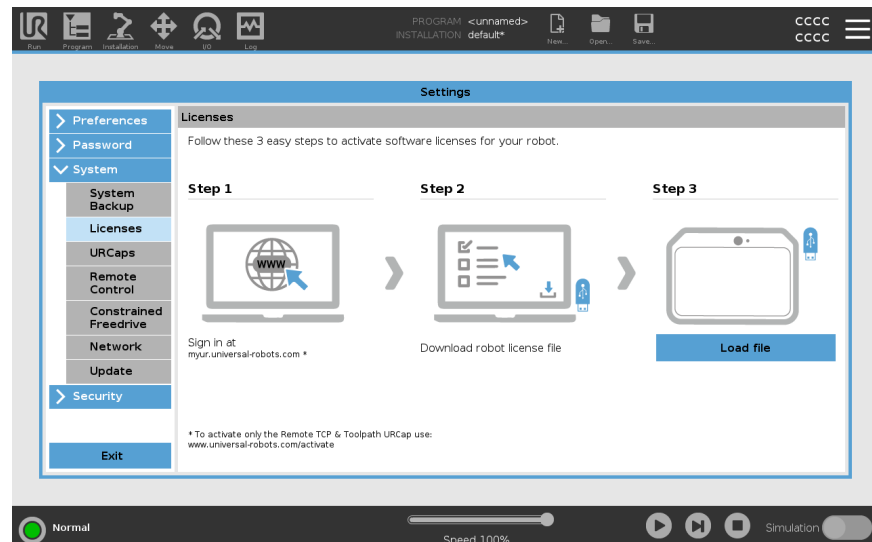 UR
Run
Program
Installation
Move
I/O
Log
PROGRAM <unnamed>
INSTALLATION default*
New...
Open...
Save...
CCCC
CCCC
Settings
Preferences
Password
System
System
Backup
Licenses
URCaps
Remote
Control
Constrained
Freedrive
Network
Update
Security
Exit
Licenses
Follow these 3 easy steps to activate software licenses for your robot.
Step 1
www
Sign in at
myur.universal-robots.com *
Step 2
Download robot license file
Step 3
Load file
* To activate only the Remote TCP & Toolpath URCap use:
www.universal-robots.com/activate
Normal
Speed 100%
Simulation